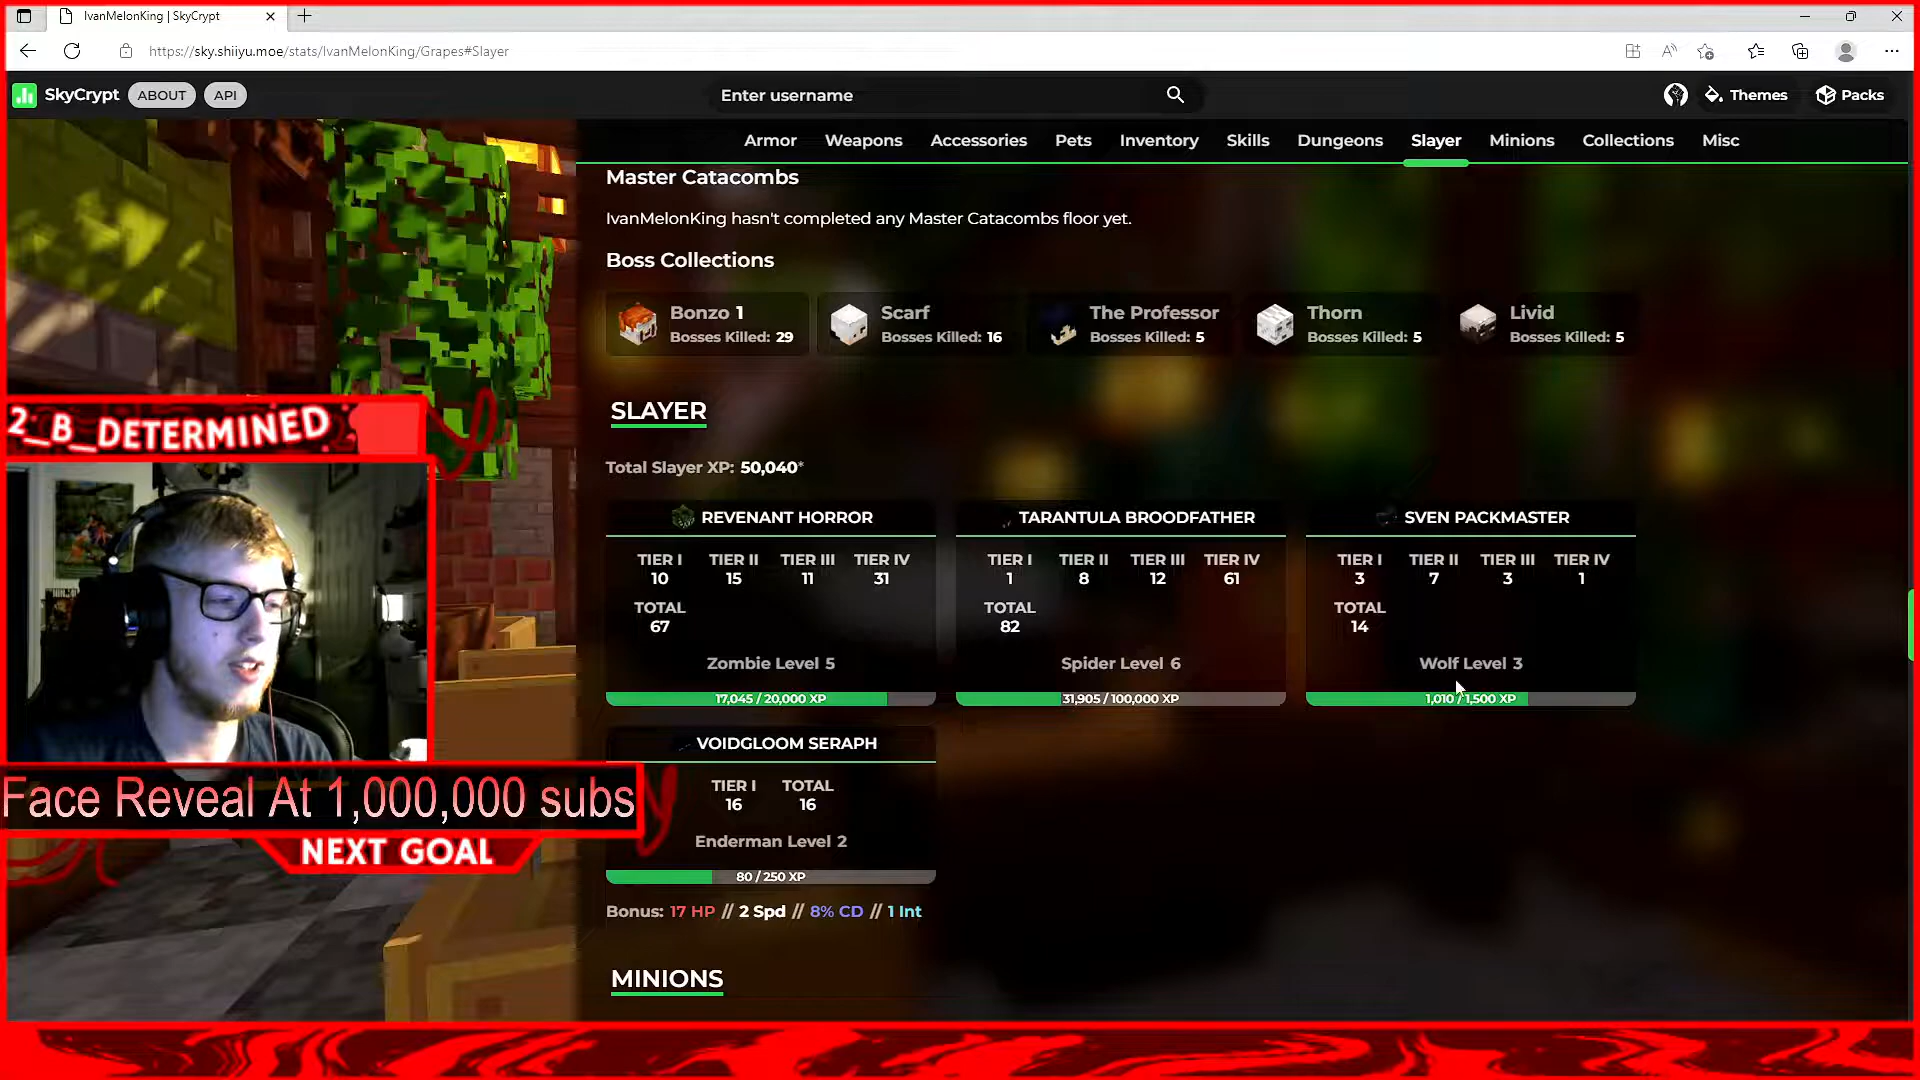 IvanMelonKing | SkyCrypt
https://sky.shiiyu.moe/stats/IvanMelonKing/Grapes#Slayer
SkyCrypt ABOUT API Enter username Themes Packs
Armor Weapons Accessories Pets Inventory Skills Dungeons Slayer Minions Collections Misc
Master Catacombs
IvanMelonKing hasn't completed any Master Catacombs floor yet.
Boss Collections
Bonzo 1
Bosses Killed: 29
Scarf
Bosses Killed: 16
The Professor
Bosses Killed: 5
Thorn
Bosses Killed: 5
Livid
Bosses Killed: 5
SLAYER
Total Slayer XP: 50,040*
REVENANT HORROR
TIER I TIER II TIER III TIER IV
10 15 11 31
TOTAL
67
Zombie Level 5
17,045 / 20,000 XP
TARANTULA BROODFATHER
TIER I TIER II TIER III TIER IV
1 8 12 61
TOTAL
82
Spider Level 6
31,905 / 100,000 XP
SVEN PACKMASTER
TIER I TIER II TIER III TIER IV
3 7 3 1
TOTAL
14
Wolf Level 3
1,010 / 1,500 XP
VOIDGLOOM SERAPH
TIER I TOTAL
16 16
Enderman Level 2
80 / 250 XP
Bonus: 17 HP // 2 Spd // 8% CD // 1 Int
MINIONS
2_B_DETERMINED
Face Reveal At 1,000,000 subs
NEXT GOAL